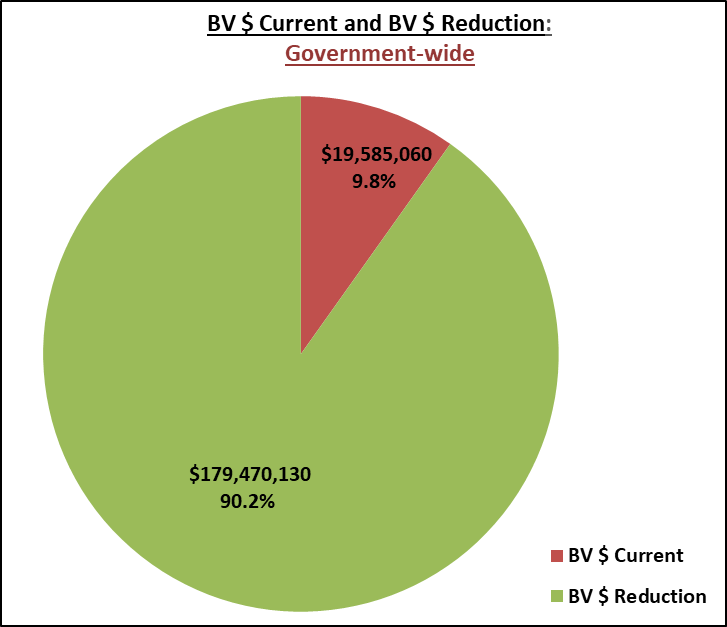 BV $ Current and BV $ Reduction:
Government-wide
$19,585,060
9.8%
$179,470,130
90.2%
BV $ Current
BV $ Reduction